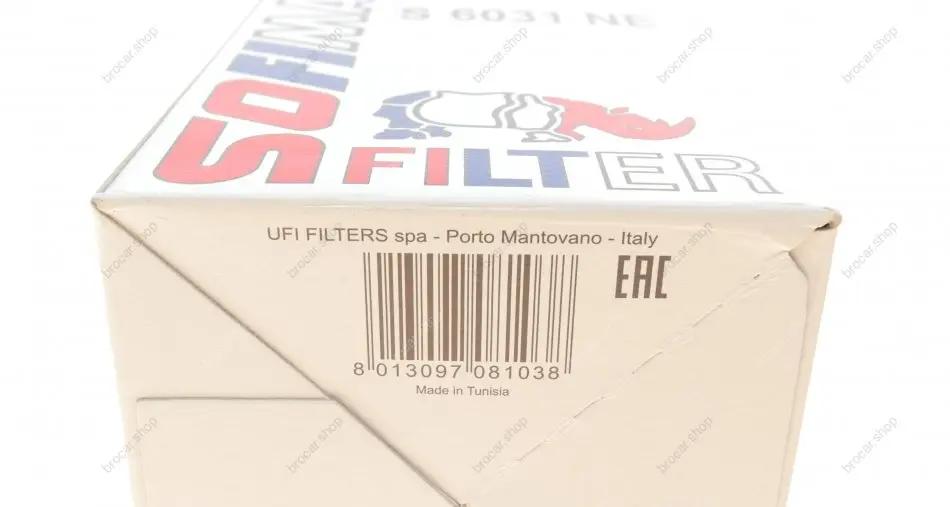 S 6031 NE
SOFIMA
FILTER
UFI FILTERS spa - Porto Mantovano - Italy
EAC
8 013097 081038
Made in Tunisia
brocar.shop